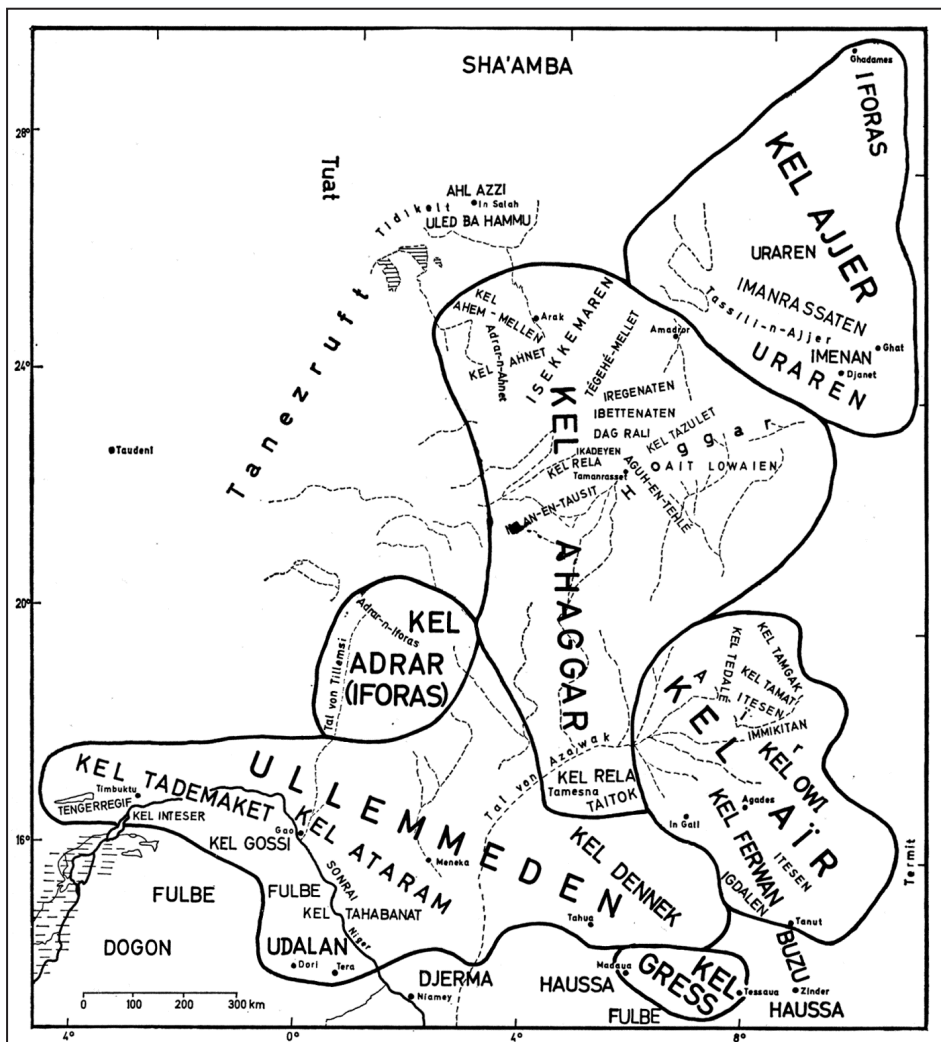 SHA'AMBA
Ghadames
IFORAS
KEL AJJER
28°
Tuat
AHL AZZI
In Salah
Tidikelt
ULED BA HAMMU
URAREN
IMANRASSATEN
Tassili-n-Ajjer
IMENAN
Ghat
Djanet
URAREN
Tanezruft
KEL
AHEM-MELLEN
Arak
Adrar-n-Ahnet
KEL AHNET
ISEKKEMAREN
TÉGEHÉ-MELLET
Amadror
24°
IREGENATEN
IBETTENATEN
DAG RALI
KEL TAZULET
IKADEYEN
KEL RELA
Tamanrasset
AIT LOWAIEN
AGUH-EN-TEHLE
Hoggar
Taudeni
KEL AHAGGAR
20°
Adrar-n-Iforas
KEL
ADRAR
(IFORAS)
Tal von Tillemsi
KEL TEDALE
KEL TAMGAK
KEL TAMAT
ITESEN
IMMIKITAN
Aïr
KEL OWI
KEL AÏR
Agades
In Gall
KEL FERWAN
ITESEN
IGDALEN
Tanut
Termit
Tal von Azawak
KEL RELA
Tamesna
TAITOK
ULLEMMEDEN
KEL TADEMAKET
Timbuktu
TENGERREGIF
KEL INTESER
16°
Gao
KEL GOSSI
KEL ATARAM
Meneka
KEL DENNEK
Tahua
SONRAI
FULBE
FULBE
KEL TAHABANAT
Niger
DOGON
UDALAN
Dori
Tera
DJERMA
Niamey
HAUSSA
Madaua
KEL
GRESS
Tessaua
FULBE
BUZU
Zinder
HAUSSA
0 100 200 300 km
4° 0° 4° 8°